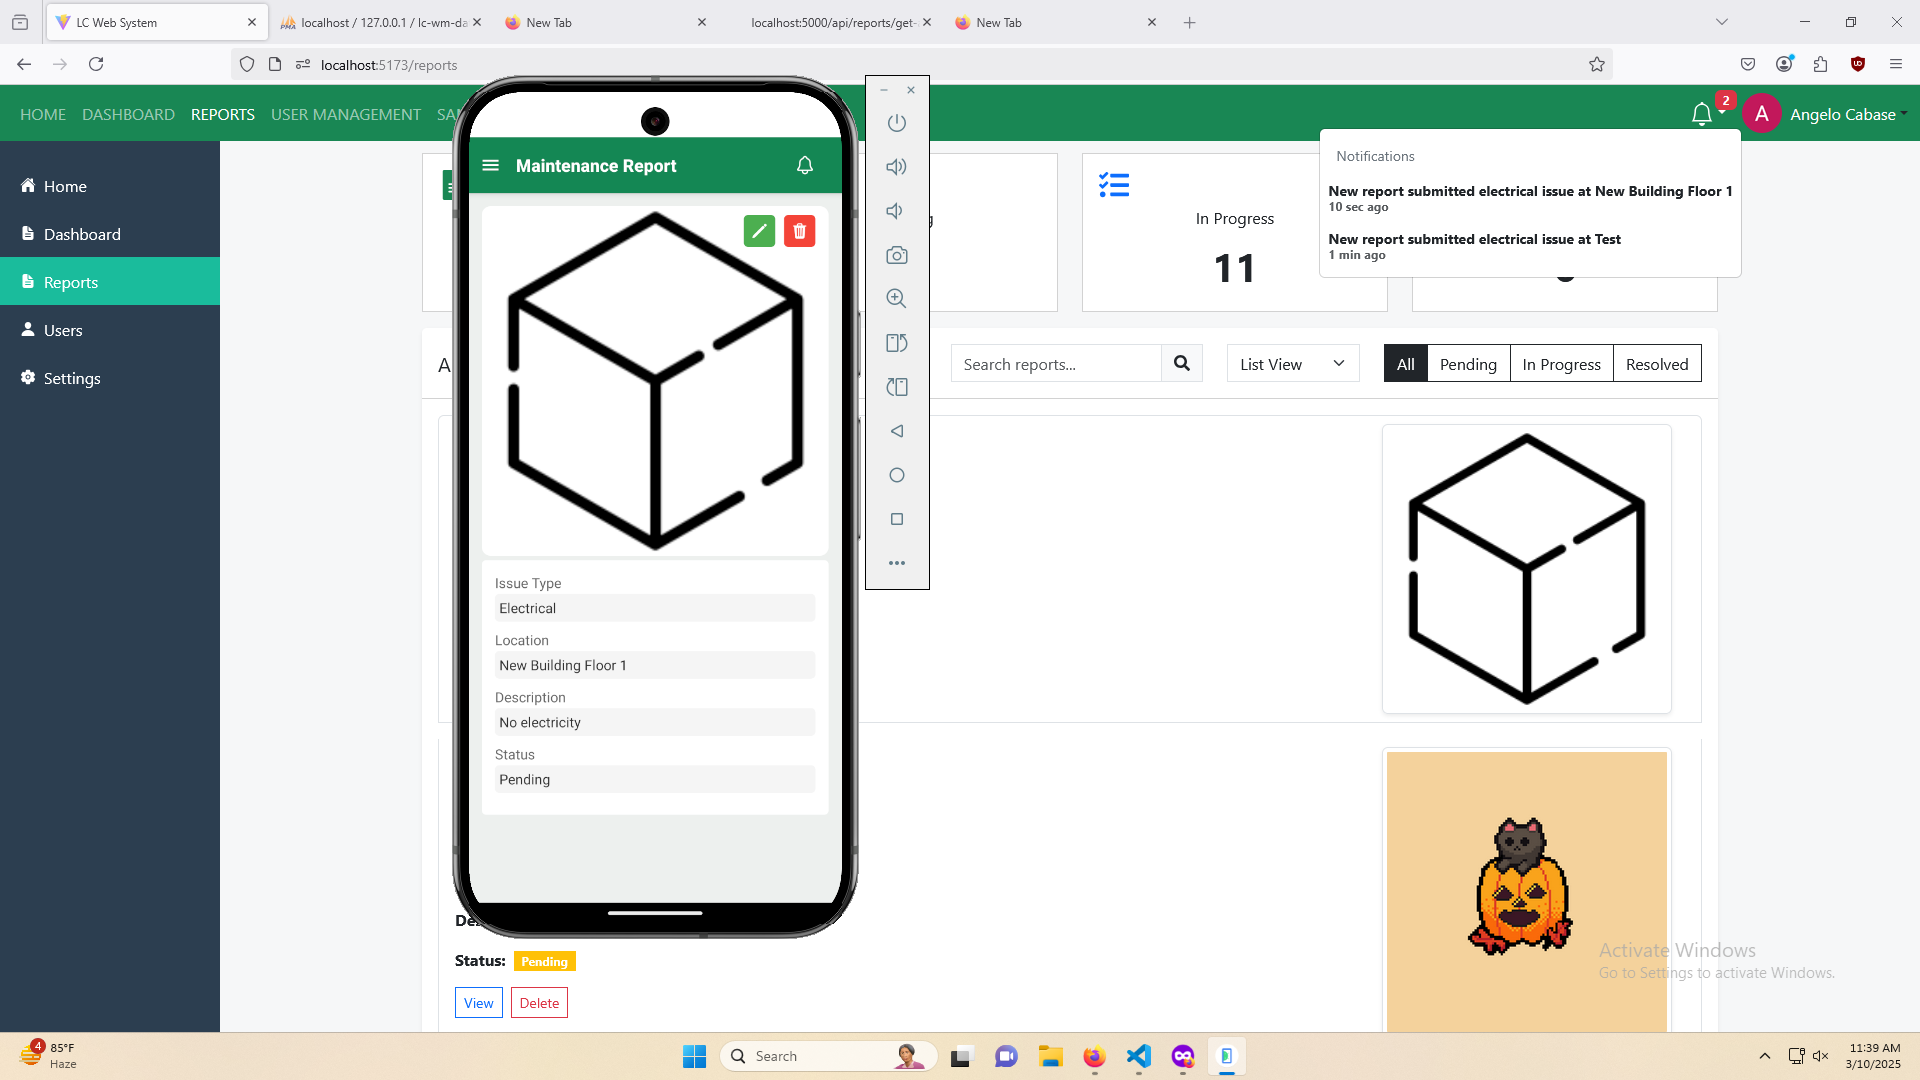 LC Web System
localhost / 127.0.0.1 / lc-wm-da
New Tab
localhost:5000/api/reports/get-
New Tab
localhost:5173/reports
HOME DASHBOARD REPORTS USER MANAGEMENT
2
A Angelo Cabase
Home
Dashboard
Reports
Users
Settings
Maintenance Report
Issue Type
Electrical
Location
New Building Floor 1
Description
No electricity
Status
Pending
In Progress
11
Notifications
New report submitted electrical issue at New Building Floor 1
10 sec ago
New report submitted electrical issue at Test
1 min ago
Search reports...
List View
All Pending In Progress Resolved
Status: Pending
View Delete
Activate Windows
Go to Settings to activate Windows.
4
85°F
Haze
Search
11:39 AM
3/10/2025